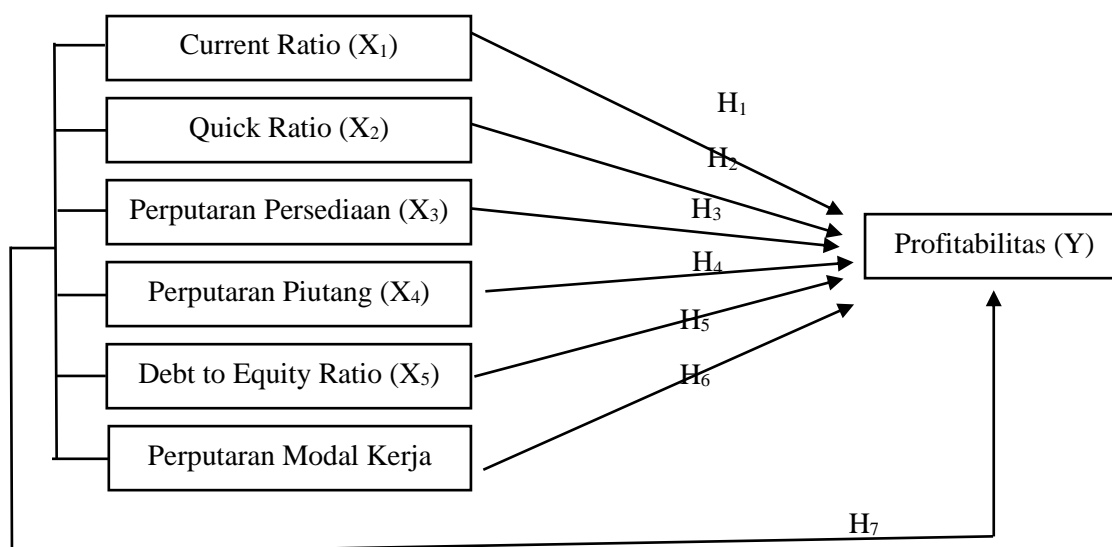 Current Ratio (X₁)
H₁
Quick Ratio (X₂)
H₂
Perputaran Persediaan (X₃)
H₃
Profitabilitas (Y)
Perputaran Piutang (X₄)
H₄
H₅
Debt to Equity Ratio (X₅)
H₆
Perputaran Modal Kerja
H₇